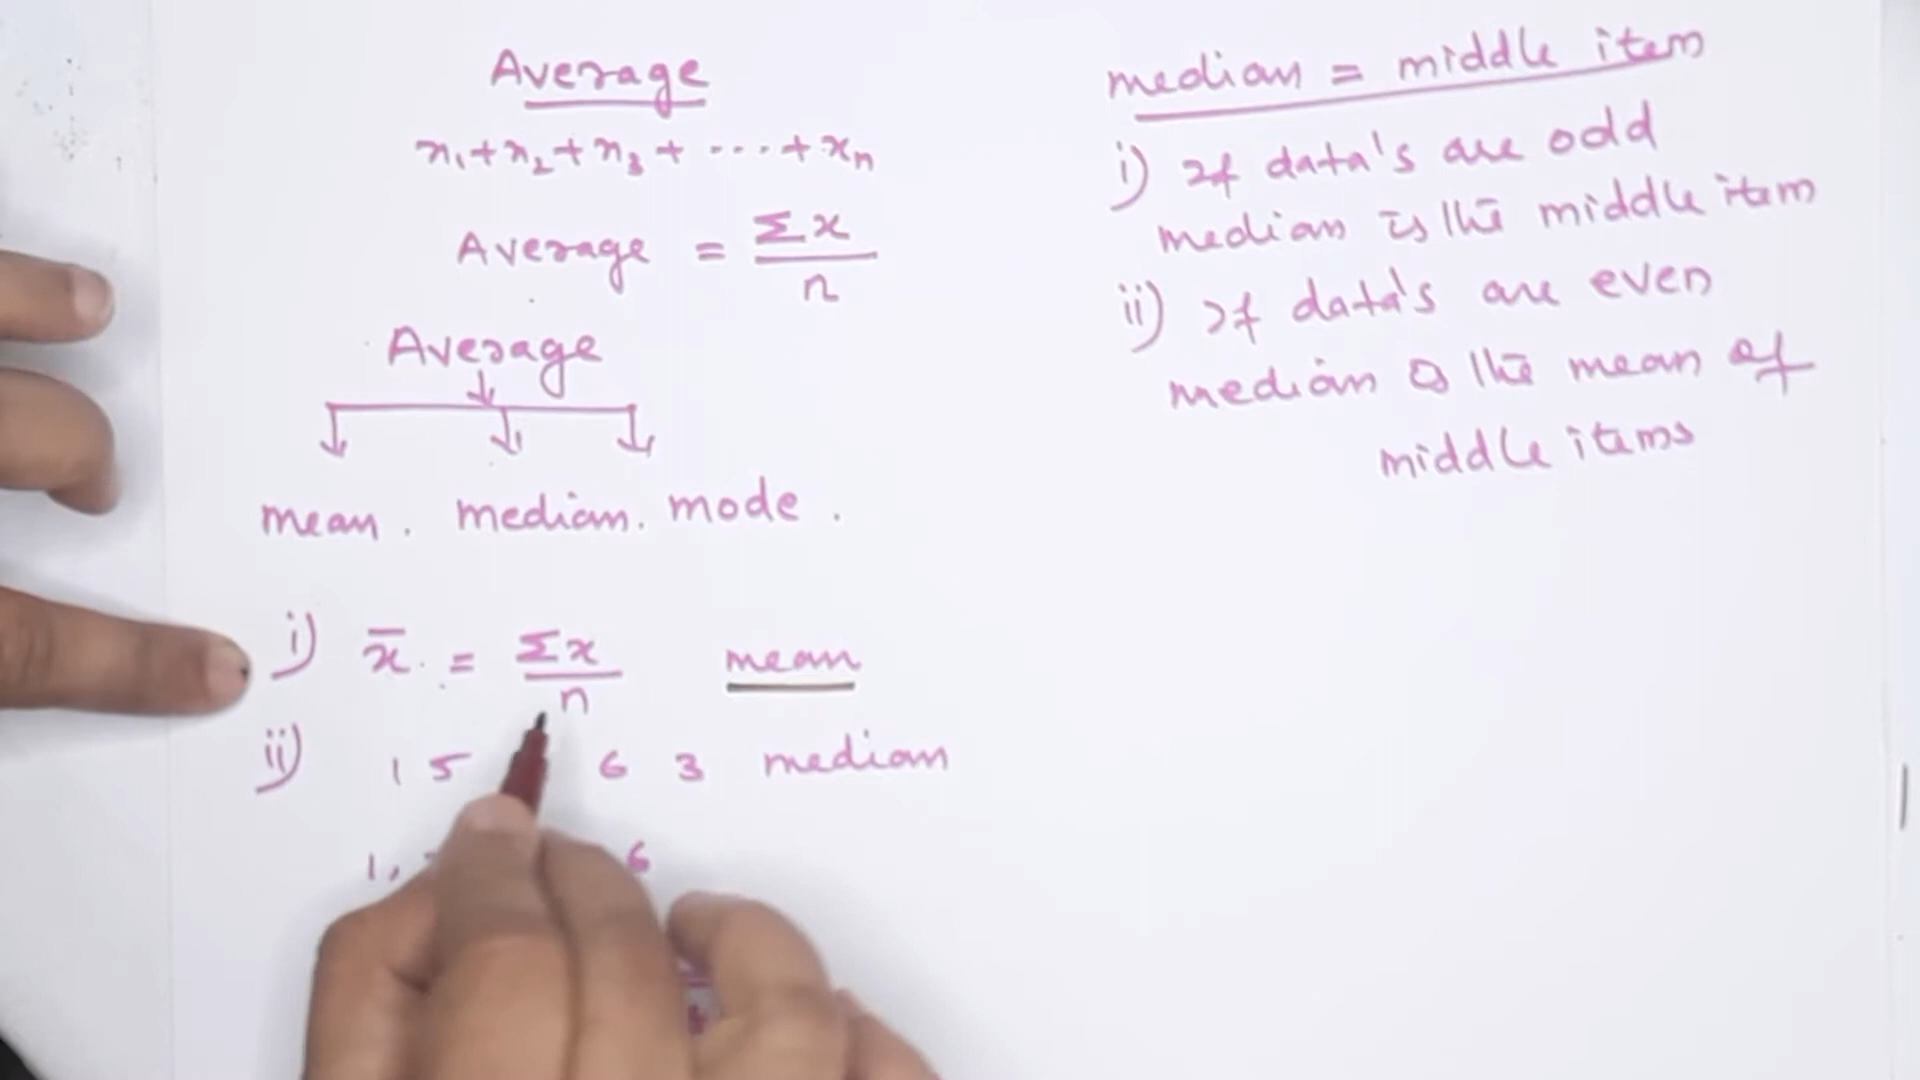 Average
x₁+x₂+x₃+ ....+xₙ
Average = Σx/n
Average
mean. median. mode.
i) x̄ = Σx/n mean
ii) 1 5 6 3 median
1, 6
median = middle item
i) If data's are odd
median is the middle item
ii) If data's are even
median is the mean of
middle items